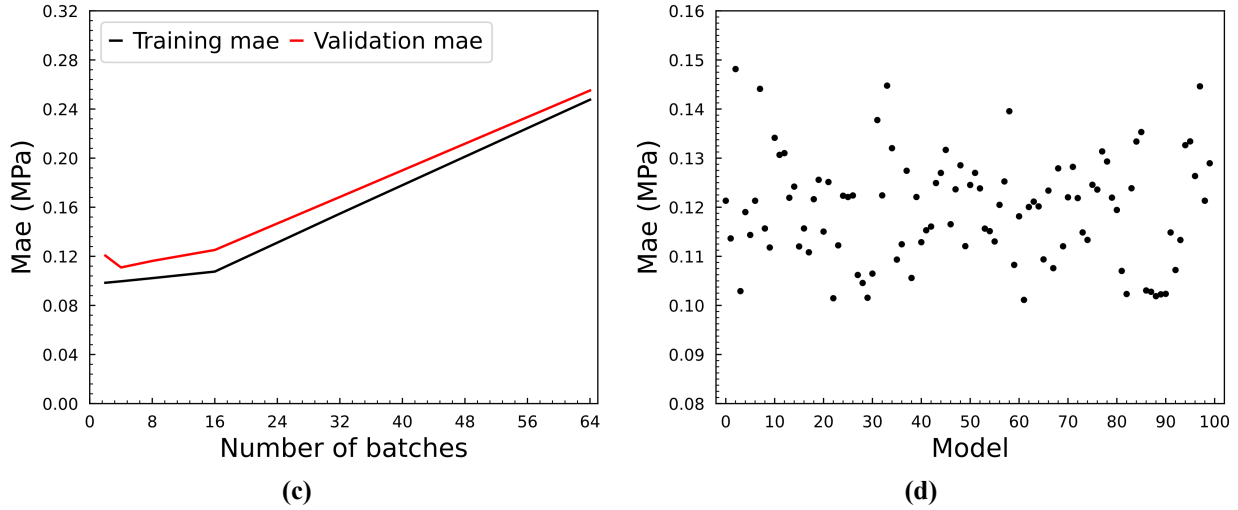 0.32
0.28
0.24
0.20
0.16
0.12
0.08
0.04
0.00
Mae (MPa)
Training mae
Validation mae
0 8 16 24 32 40 48 56 64
Number of batches
(c)
0.16
0.15
0.14
0.13
0.12
0.11
0.10
0.09
0.08
Mae (MPa)
0 10 20 30 40 50 60 70 80 90 100
Model
(d)